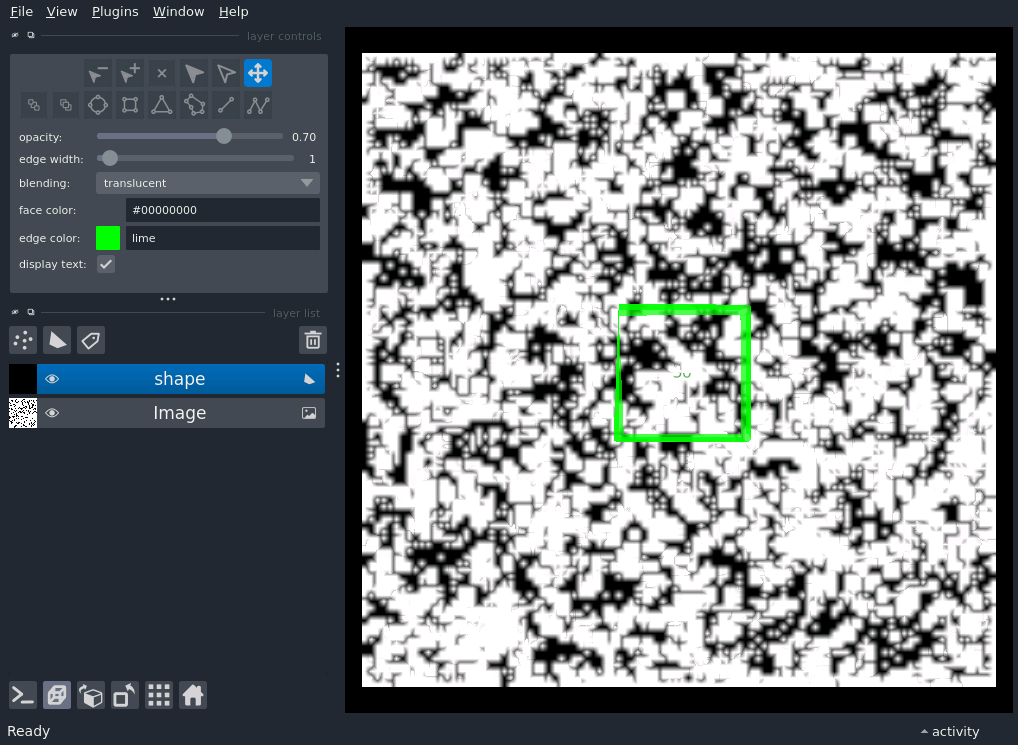 File View Plugins Window Help
layer controls
opacity: 0.70
edge width: 1
blending: translucent
face color: #00000000
edge color: lime
display text:
layer list
shape
Image
Ready
activity